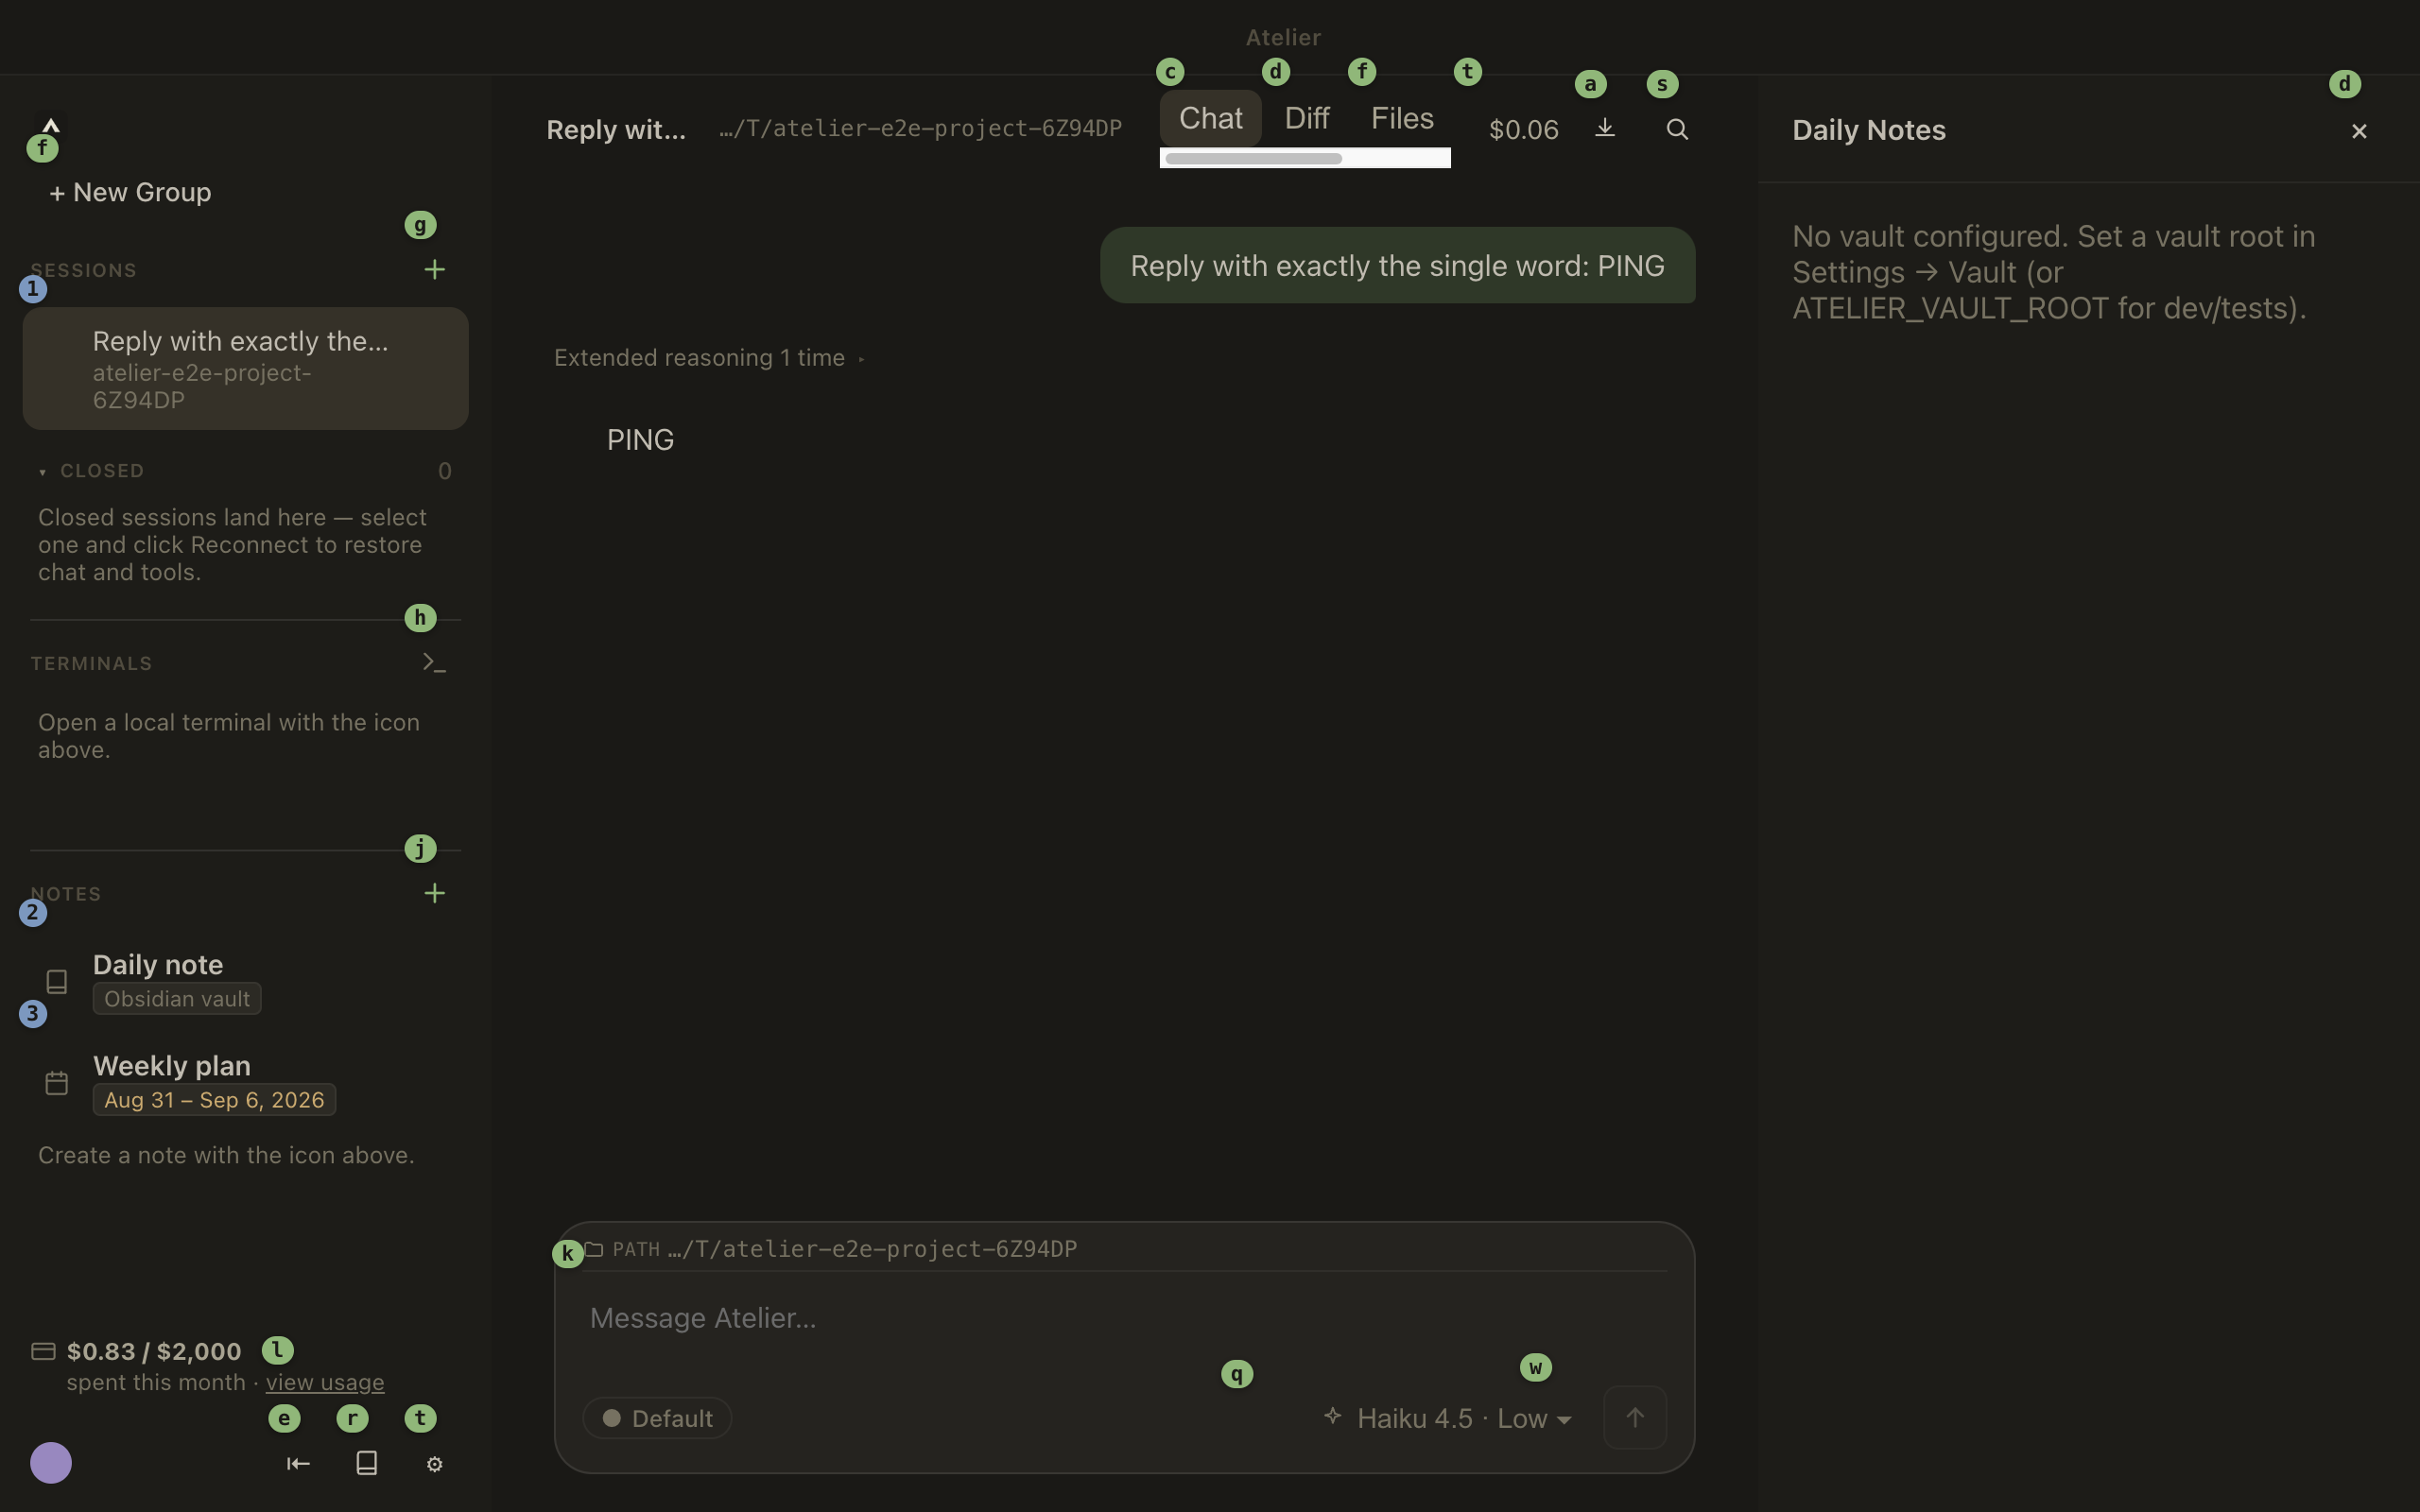 Atelier
c
d
f
t
a
s
d
f
Reply wit...
…/T/atelier-e2e-project-6Z94DP
Chat
Diff
Files
$0.06
Daily Notes
+ New Group
g
SESSIONS
1
Reply with exactly the...
atelier-e2e-project-
6Z94DP
CLOSED
0
Closed sessions land here — select
one and click Reconnect to restore
chat and tools.
h
TERMINALS
Open a local terminal with the icon
above.
j
NOTES
2
Daily note
Obsidian vault
3
Weekly plan
Aug 31 – Sep 6, 2026
Create a note with the icon above.
$0.83 / $2,000
l
spent this month · view usage
e
r
t
Reply with exactly the single word: PING
Extended reasoning 1 time
PING
k
PATH …/T/atelier-e2e-project-6Z94DP
Message Atelier...
q
w
Default
Haiku 4.5 · Low
No vault configured. Set a vault root in
Settings → Vault (or
ATELIER_VAULT_ROOT for dev/tests).